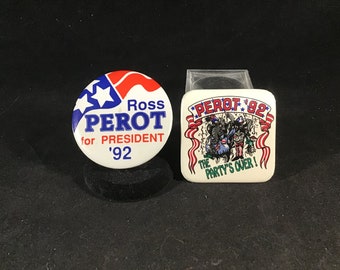 Ross
PEROT
for PRESIDENT
'92
PEROT '92
THE
PARTY'S OVER!